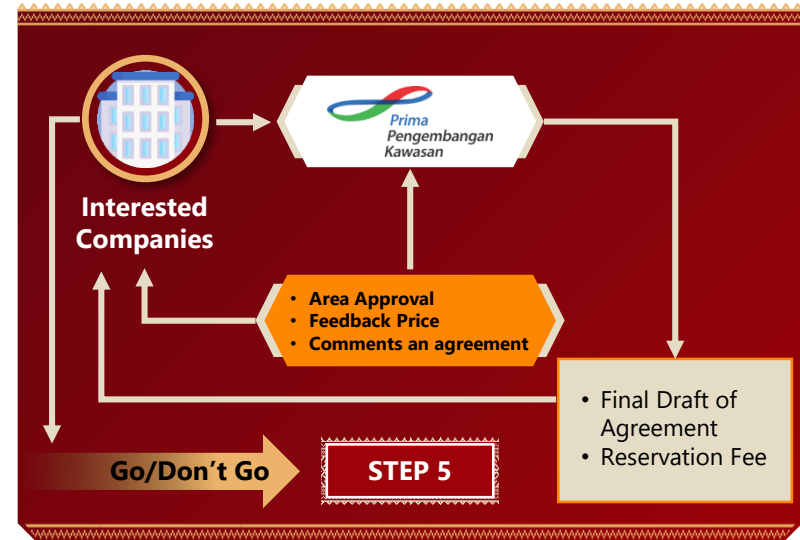 Prima
Pengembangan
Kawasan
Interested
Companies
• Area Approval
• Feedback Price
• Comments an agreement
• Final Draft of
Agreement
• Reservation Fee
Go/Don’t Go
STEP 5